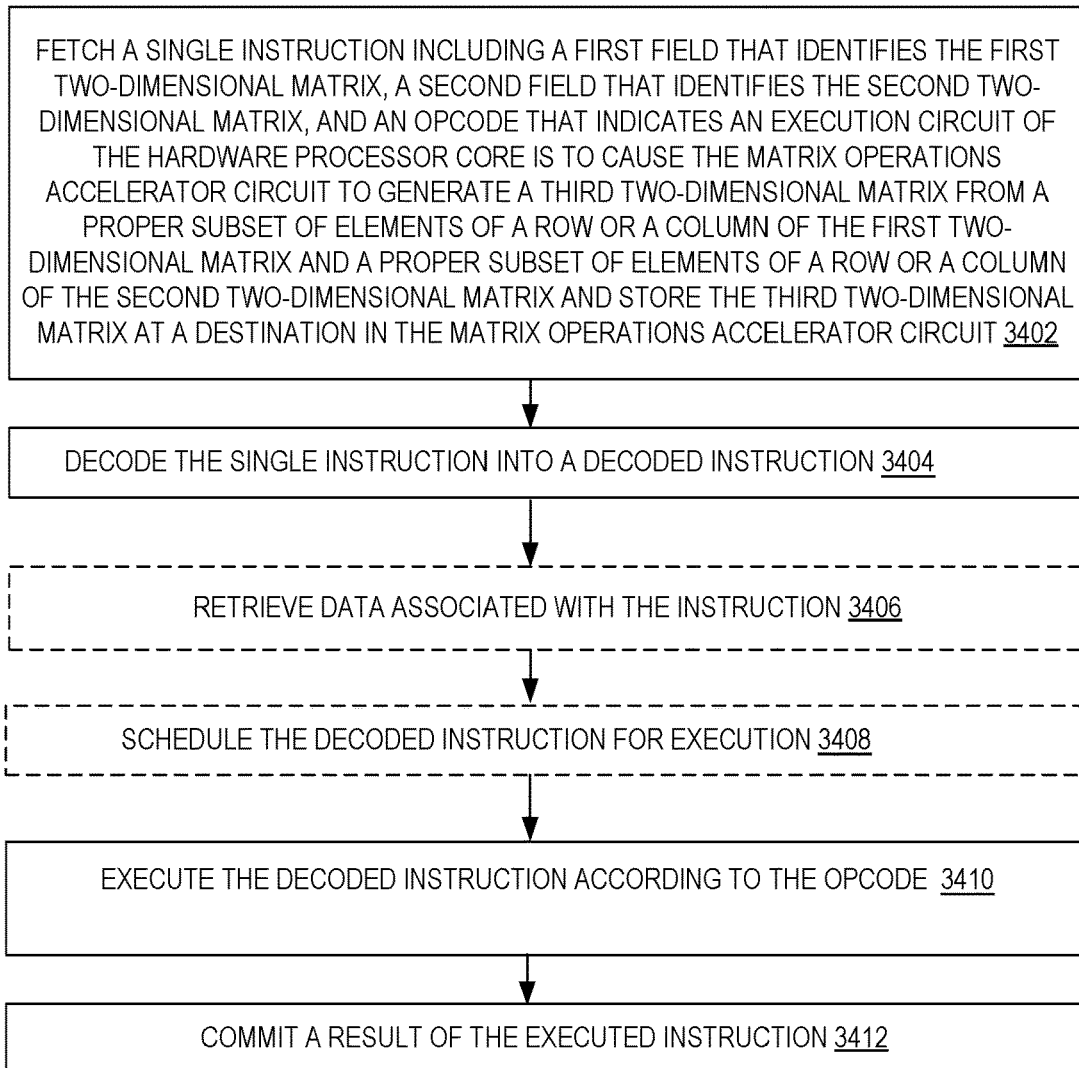 FETCH A SINGLE INSTRUCTION INCLUDING A FIRST FIELD THAT IDENTIFIES THE FIRST
TWO-DIMENSIONAL MATRIX, A SECOND FIELD THAT IDENTIFIES THE SECOND TWO-
DIMENSIONAL MATRIX, AND AN OPCODE THAT INDICATES AN EXECUTION CIRCUIT OF
THE HARDWARE PROCESSOR CORE IS TO CAUSE THE MATRIX OPERATIONS
ACCELERATOR CIRCUIT TO GENERATE A THIRD TWO-DIMENSIONAL MATRIX FROM A
PROPER SUBSET OF ELEMENTS OF A ROW OR A COLUMN OF THE FIRST TWO-
DIMENSIONAL MATRIX AND A PROPER SUBSET OF ELEMENTS OF A ROW OR A COLUMN
OF THE SECOND TWO-DIMENSIONAL MATRIX AND STORE THE THIRD TWO-DIMENSIONAL
MATRIX AT A DESTINATION IN THE MATRIX OPERATIONS ACCELERATOR CIRCUIT 3402
DECODE THE SINGLE INSTRUCTION INTO A DECODED INSTRUCTION 3404
RETRIEVE DATA ASSOCIATED WITH THE INSTRUCTION 3406
SCHEDULE THE DECODED INSTRUCTION FOR EXECUTION 3408
EXECUTE THE DECODED INSTRUCTION ACCORDING TO THE OPCODE 3410
COMMIT A RESULT OF THE EXECUTED INSTRUCTION 3412